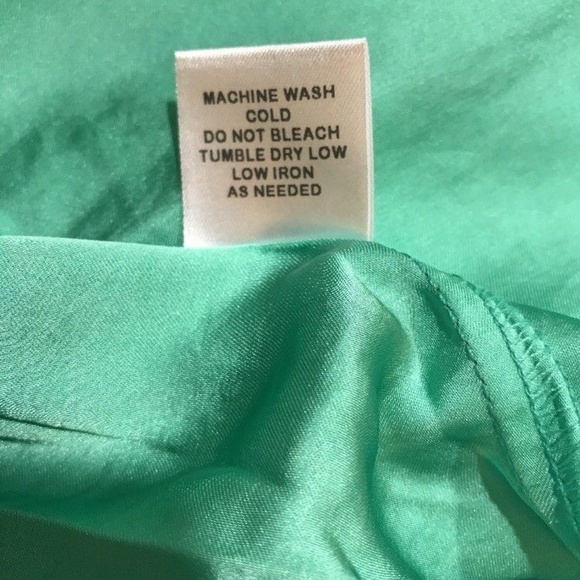 MACHINE WASH
COLD
DO NOT BLEACH
TUMBLE DRY LOW
LOW IRON
AS NEEDED